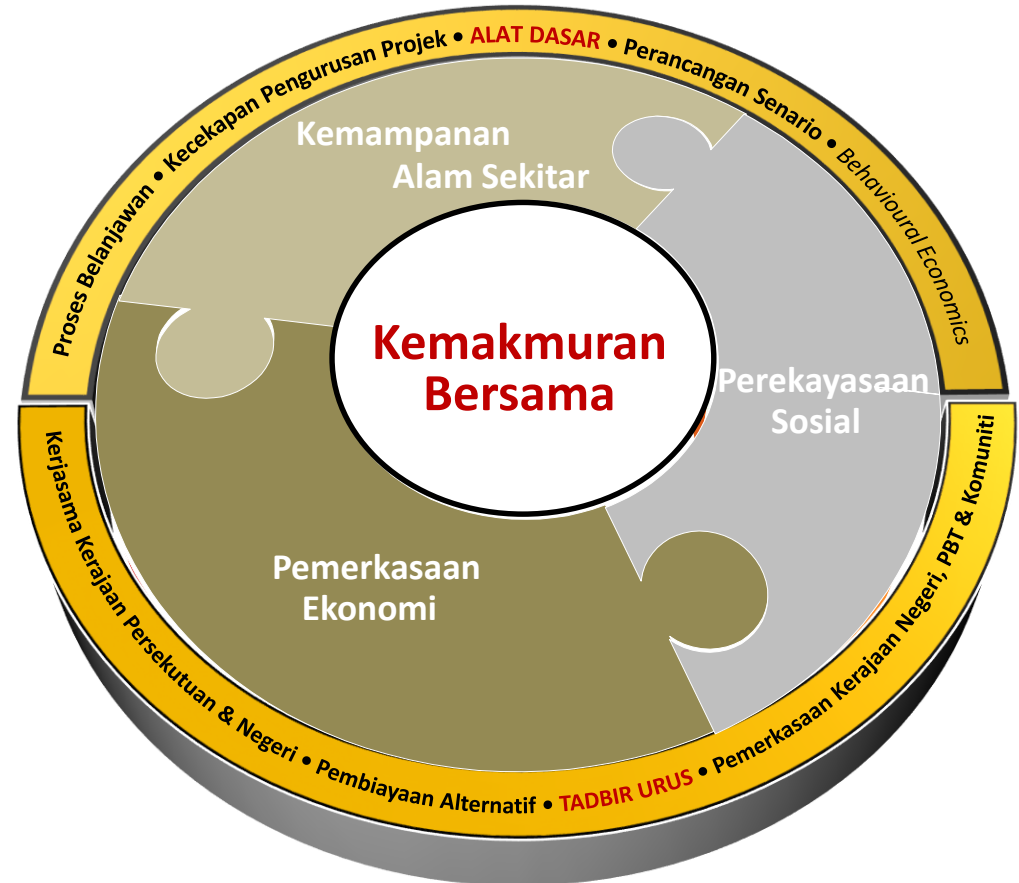 Proses Belanjawan • Kecekapan Pengurusan Projek • ALAT DASAR • Perancangan Senario • Behavioural Economics
Kemampanan
Alam Sekitar
Kemakmuran
Bersama
Perekayasaan
Sosial
Pemerkasaan
Ekonomi
Kerjasama Kerajaan Persekutuan & Negeri • Pembiayaan Alternatif • TADBIR URUS • Pemerkasaan Kerajaan Negeri, PBT & Komuniti